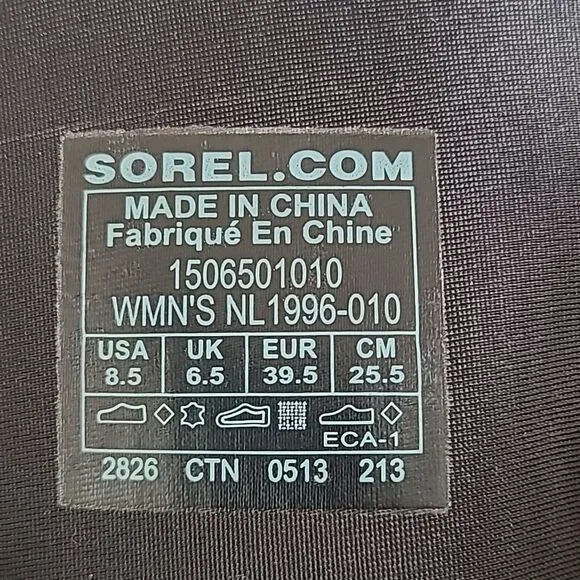 SOREL.COM
MADE IN CHINA
Fabriqué En Chine
1506501010
WMN'S NL1996-010
USA UK EUR CM
8.5 6.5 39.5 25.5
ECA-1
2826 CTN 0513 213